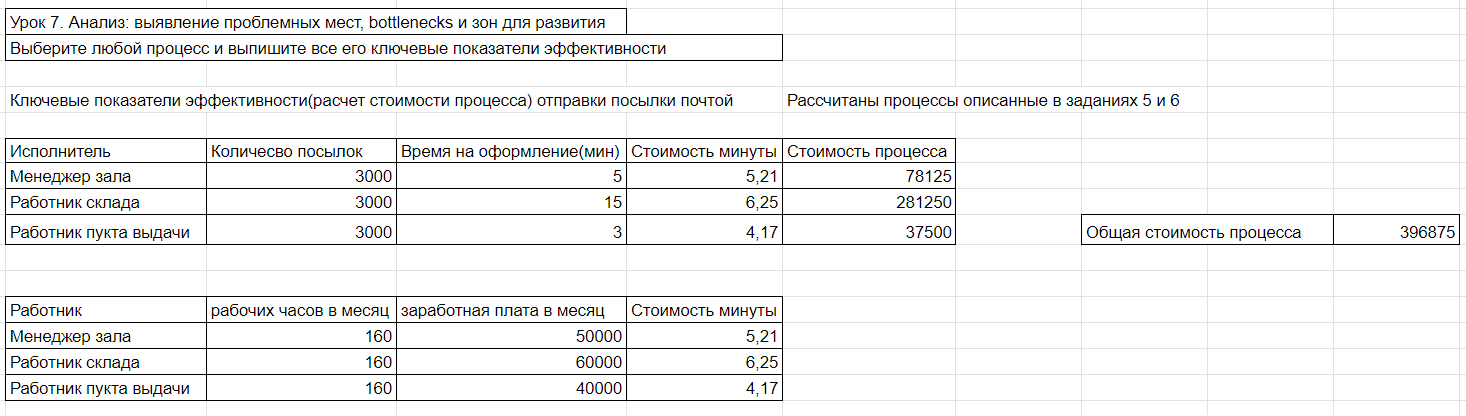 Урок 7. Анализ: выявление проблемных мест, bottlenecks и зон для развития
Выберите любой процесс и выпишите все его ключевые показатели эффективности
Ключевые показатели эффективности(расчет стоимости процесса) отправки посылки почтой Рассчитаны процессы описанные в заданиях 5 и 6
Исполнитель Количесво посылок Время на оформление(мин) Стоимость минуты Стоимость процесса
Менеджер зала 3000 5 5,21 78125
Работник склада 3000 15 6,25 281250
Работник пукта выдачи 3000 3 4,17 37500 Общая стоимость процесса 396875
Работник рабочих часов в месяц заработная плата в месяц Стоимость минуты
Менеджер зала 160 50000 5,21
Работник склада 160 60000 6,25
Работник пукта выдачи 160 40000 4,17